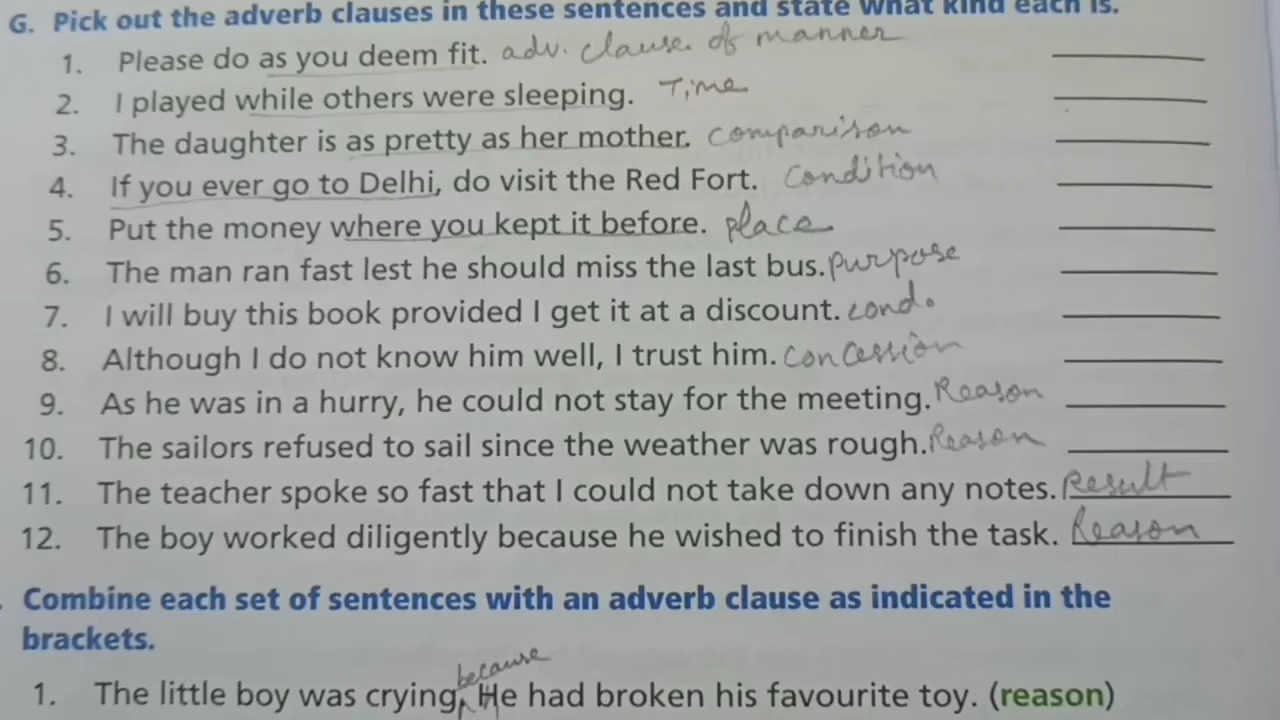 G. Pick out the adverb clauses in these sentences and state what kind each is.
1. Please do as you deem fit. adv. clause of manner
2. I played while others were sleeping. Time
3. The daughter is as pretty as her mother. comparison
4. If you ever go to Delhi, do visit the Red Fort. Condition
5. Put the money where you kept it before. place
6. The man ran fast lest he should miss the last bus. purpose
7. I will buy this book provided I get it at a discount. cond.
8. Although I do not know him well, I trust him. Concession
9. As he was in a hurry, he could not stay for the meeting. Reason
10. The sailors refused to sail since the weather was rough. Reason
11. The teacher spoke so fast that I could not take down any notes. Result
12. The boy worked diligently because he wished to finish the task. Reason
Combine each set of sentences with an adverb clause as indicated in the
brackets.
because
1. The little boy was crying, He had broken his favourite toy. (reason)